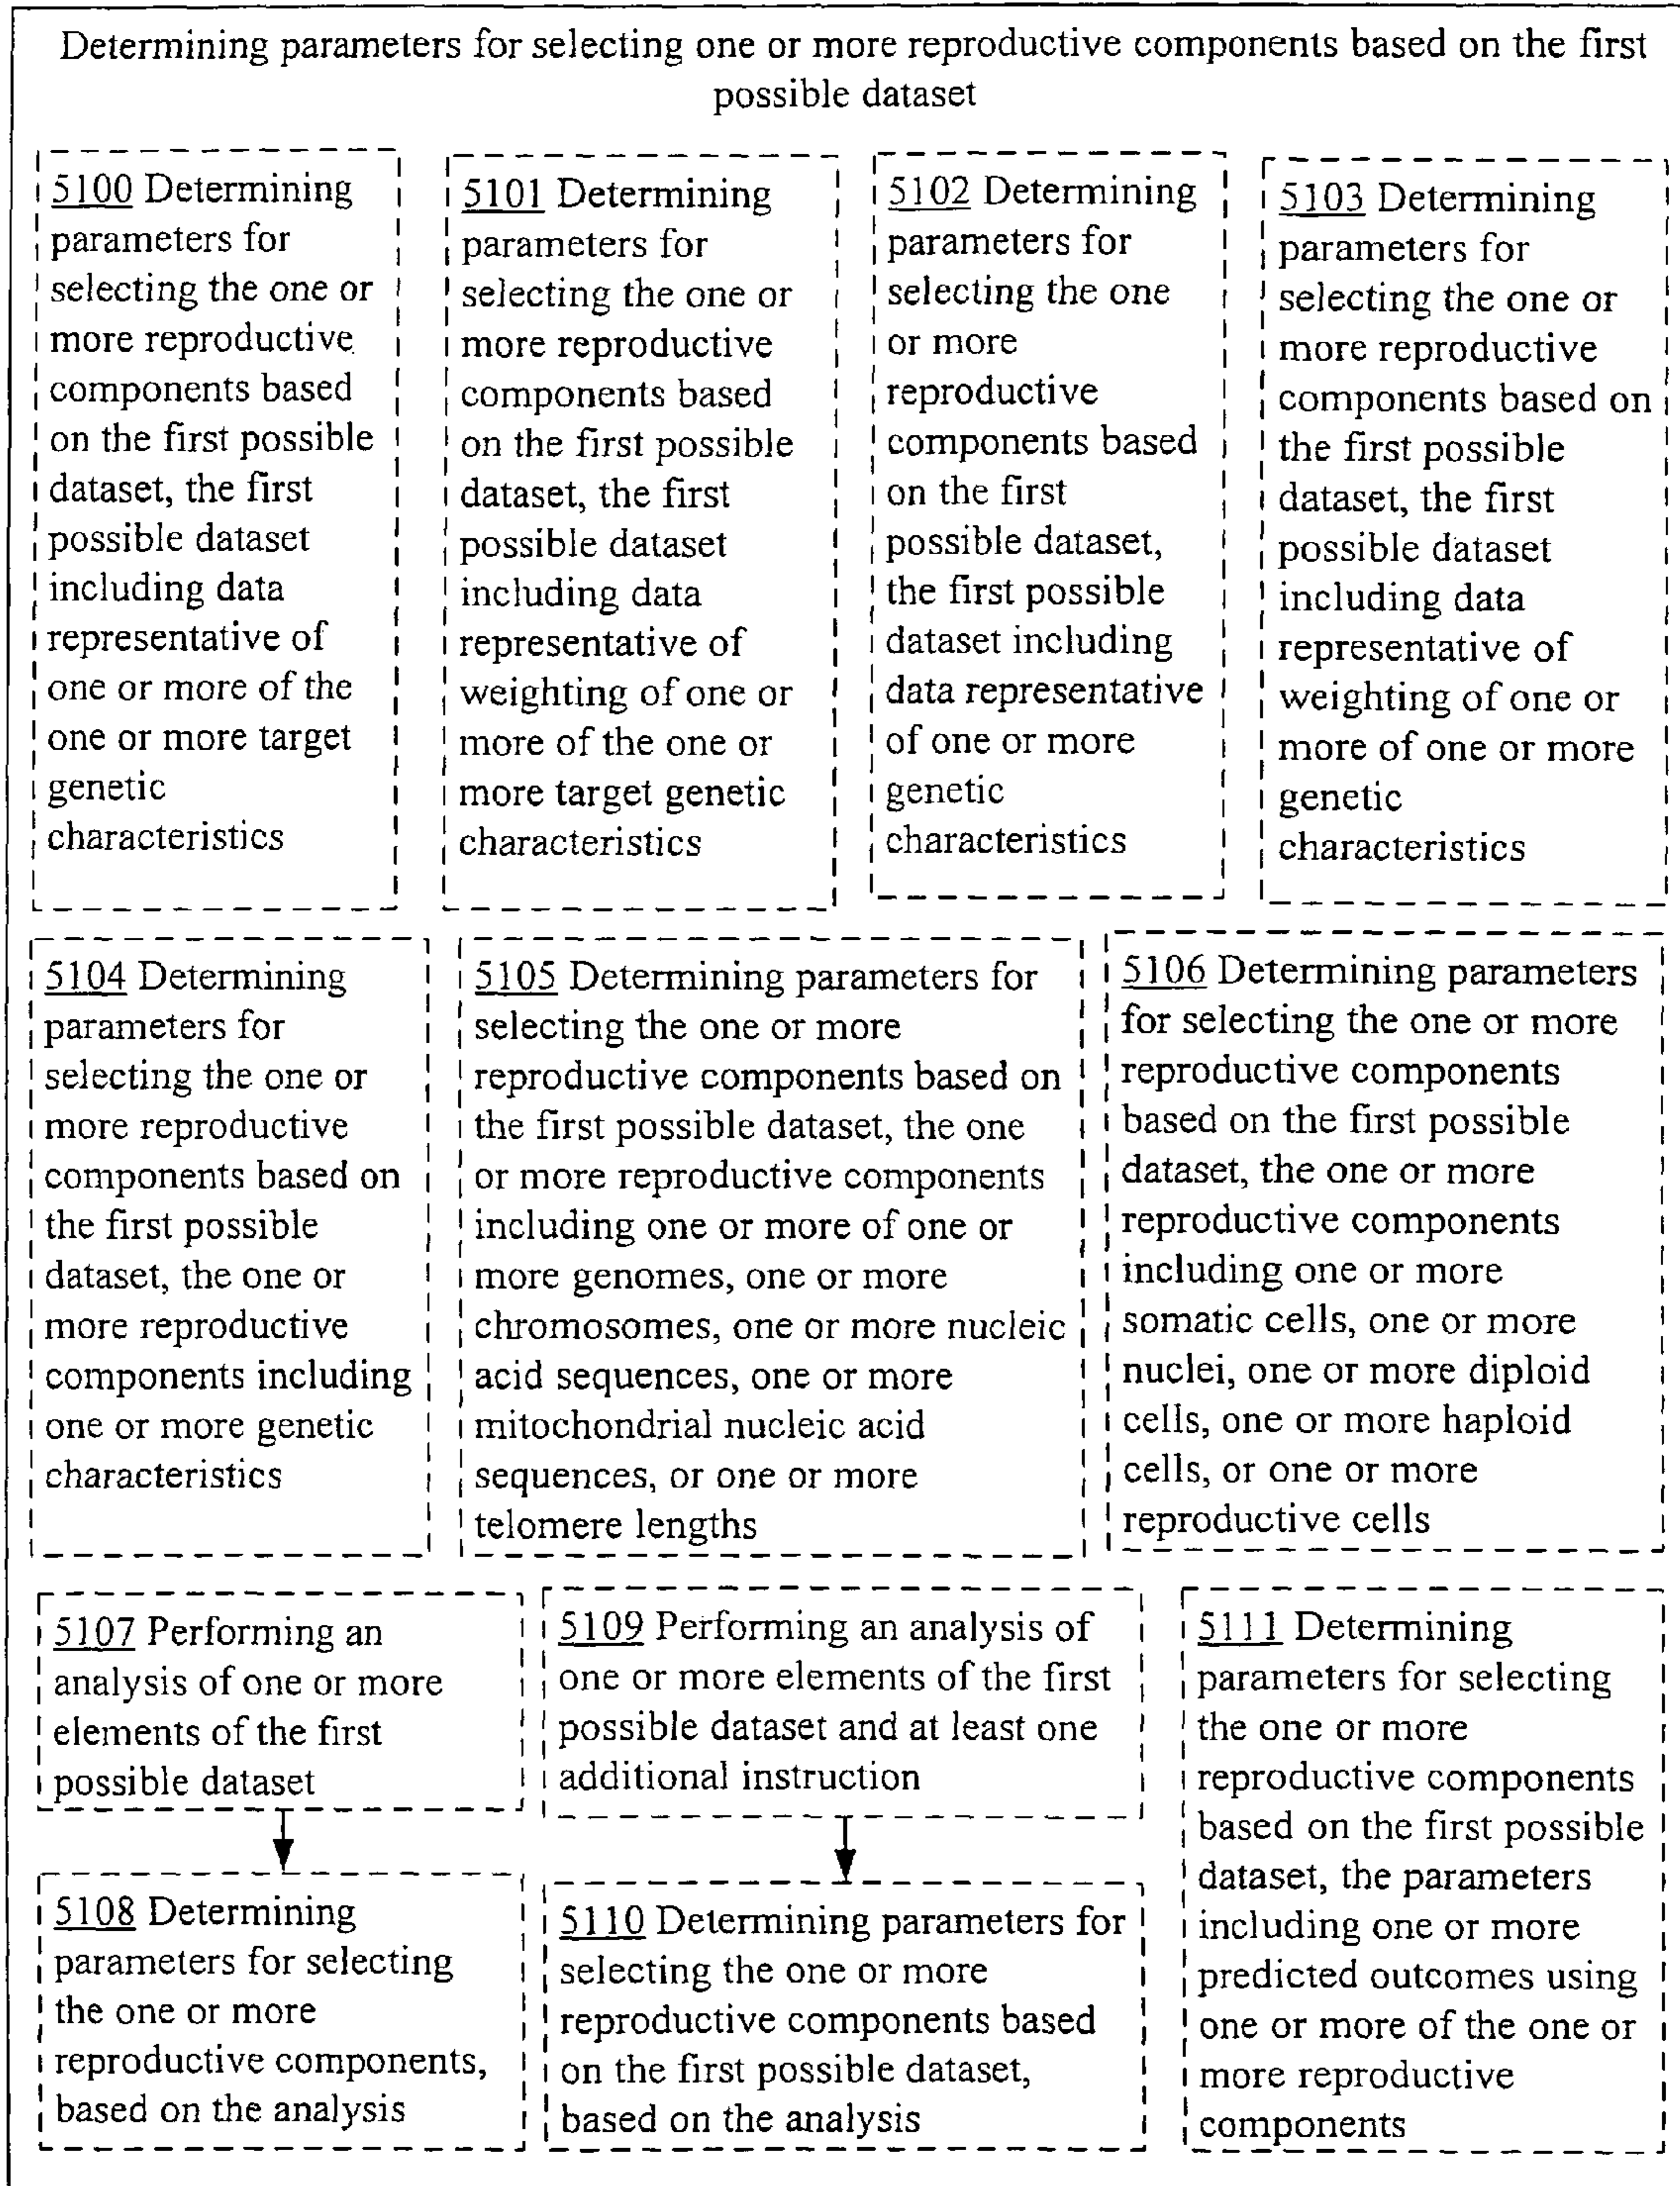 Determining parameters for selecting one or more reproductive components based on the first
possible dataset
5100 Determining
parameters for
selecting the one or
more reproductive
components based
on the first possible
dataset, the first
possible dataset
including data
representative of
one or more of the
one or more target
genetic
characteristics
5101 Determining
parameters for
selecting the one or
more reproductive
components based
on the first possible
dataset, the first
possible dataset
including data
representative of
weighting of one or
more of the one or
more target genetic
characteristics
5102 Determining
parameters for
selecting the one
or more
reproductive
components based
on the first
possible dataset,
the first possible
dataset including
data representative
of one or more
genetic
characteristics
5103 Determining
parameters for
selecting the one or
more reproductive
components based on
the first possible
dataset, the first
possible dataset
including data
representative of
weighting of one or
more of one or more
genetic
characteristics
5104 Determining
parameters for
selecting the one or
more reproductive
components based on
the first possible
dataset, the one or
more reproductive
components including
one or more genetic
characteristics
5105 Determining parameters for
selecting the one or more
reproductive components based on
the first possible dataset, the one
or more reproductive components
including one or more of one or
more genomes, one or more
chromosomes, one or more nucleic
acid sequences, one or more
mitochondrial nucleic acid
sequences, or one or more
telomere lengths
5106 Determining parameters
for selecting the one or more
reproductive components
based on the first possible
dataset, the one or more
reproductive components
including one or more
somatic cells, one or more
nuclei, one or more diploid
cells, one or more haploid
cells, or one or more
reproductive cells
5107 Performing an
analysis of one or more
elements of the first
possible dataset
5108 Determining
parameters for selecting
the one or more
reproductive components,
based on the analysis
5109 Performing an analysis of
one or more elements of the first
possible dataset and at least one
additional instruction
5110 Determining parameters for
selecting the one or more
reproductive components based
on the first possible dataset,
based on the analysis
5111 Determining
parameters for selecting
the one or more
reproductive components
based on the first possible
dataset, the parameters
including one or more
predicted outcomes using
one or more of the one or
more reproductive
components